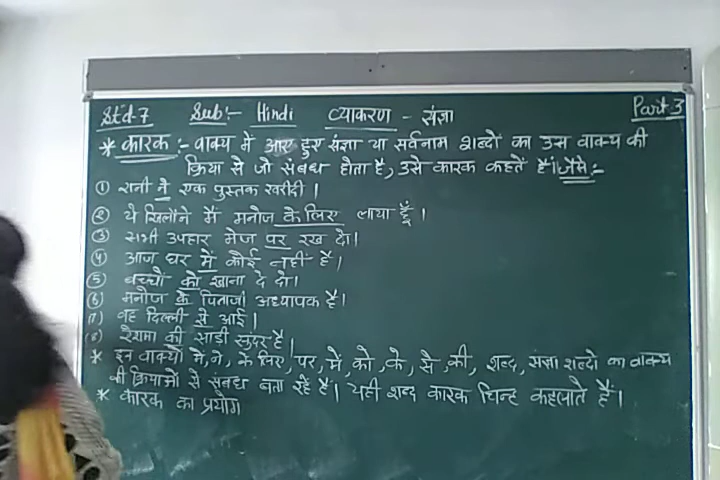 Std-7 Sub:- Hindi व्याकरण - संज्ञा Part 3
* कारक :- वाक्य में आए हुए संज्ञा या सर्वनाम शब्दों का उस वाक्य की
क्रिया से जो संबंध होता है, उसे कारक कहते हैं। जैसे :-
① रानी ने एक पुस्तक खरीदी ।
② ये खिलौने मैं मनोज के लिए लाया हूँ ।
③ सभी उपहार मेज पर रख दो।
④ आज घर में कोई नहीं है।
⑤ बच्चों को खाना दे दो।
⑥ मनोज के पिताजी अध्यापक है।
(7) वह दिल्ली से आई ।
(8) रेशमा की साड़ी सुंदर है।
* इन वाक्यों मे, ने, के लिए, पर, में, को, के, से, की, शब्द, संज्ञा शब्दों का वाक्य
की क्रियाओं से संबंध बता रहे हैं। यही शब्द कारक चिन्ह कहलाते हैं।
* कारक का प्रयोग